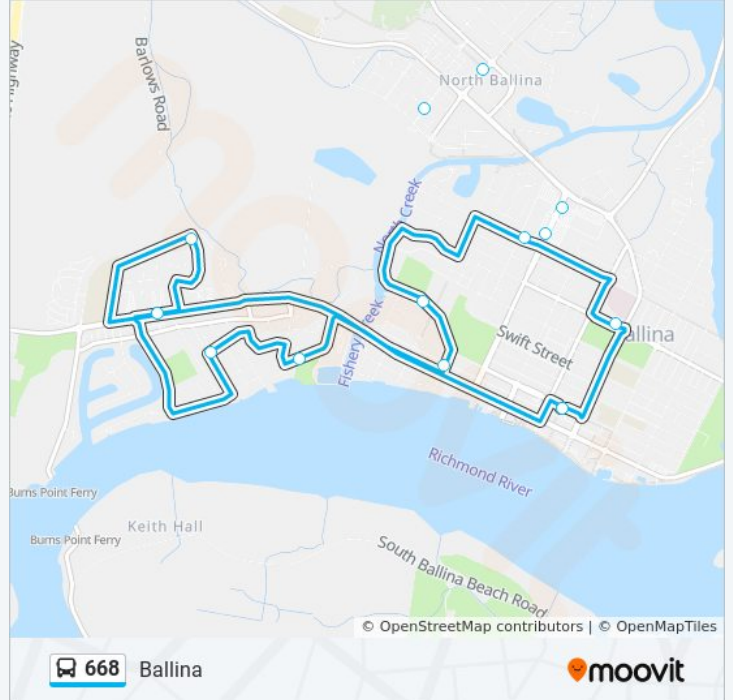 Barlows Road
North Ballina
North Creek
Fishery Creek
Swift Street
Richmond River
Burns Point Ferry
Keith Hall
Burns Point Ferry
South Ballina Beach Road
© OpenStreetMap contributors | © OpenMapTiles
668 Ballina
moovit